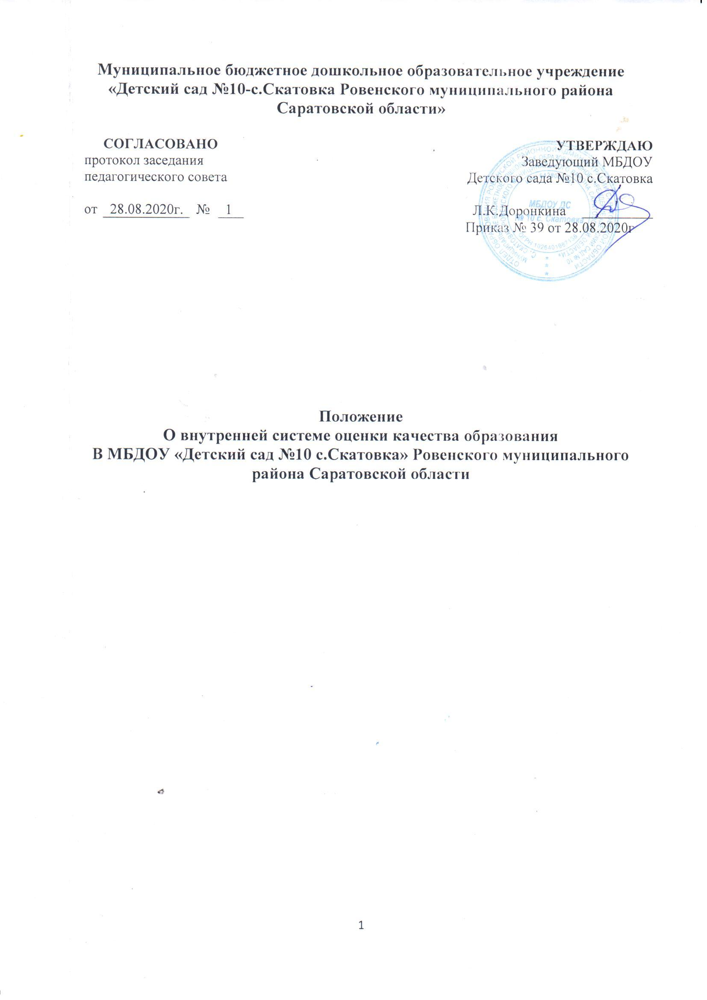 Муниципальное бюджетное дошкольное образовательное учреждение
«Детский сад №10-с.Скатовка Ровенского муниципального района
Саратовской области»
СОГЛАСОВАНО
протокол заседания
педагогического совета
от 28.08.2020г. № 1
УТВЕРЖДАЮ
Заведующий МБДОУ
Детского сада №10 с.Скатовка
Л.К.Доронкина
Приказ № 39 от 28.08.2020г
МБДОУ ДС
№ 10 с. Скатовка
ОГРН 1026401987136
Положение
О внутренней системе оценки качества образования
В МБДОУ «Детский сад №10 с.Скатовка» Ровенского муниципального
района Саратовской области
1